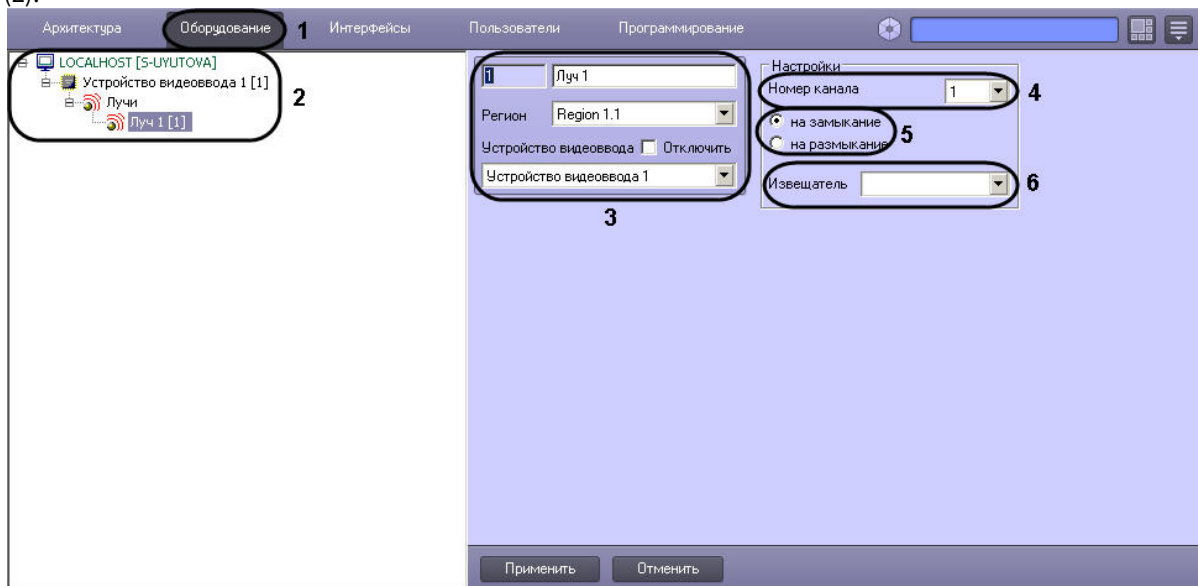 (2).
Архитектура Оборудование 1 Интерфейсы Пользователи Программирование
LOCALHOST [S-UYUTOVA]
Устройство видеоввода 1 [1]
Лучи
Луч 1 [1]
2
1 Луч 1
Регион Region 1.1
Устройство видеоввода Отключить
Устройство видеоввода 1
3
Настройки
Номер канала 1 4
на замыкание
на размыкание 5
Извещатель 6
Применить Отменить